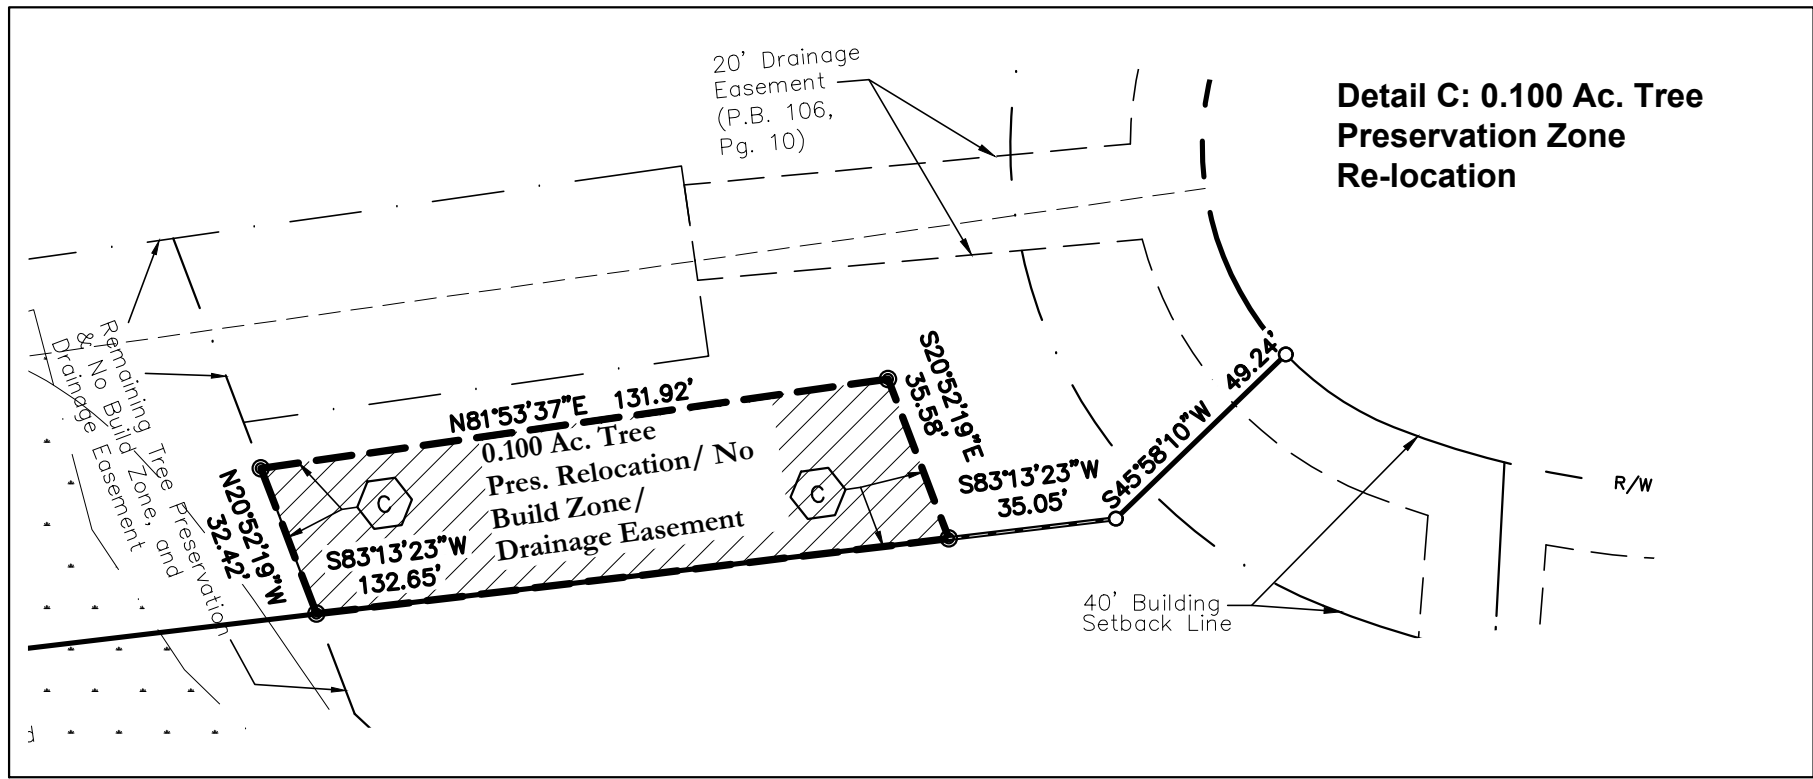 20' Drainage
Easement
(P.B. 106,
Pg. 10)
Detail C: 0.100 Ac. Tree
Preservation Zone
Re-location
Remaining Tree Preservation
& No Build Zone, and
Drainage Easement
N81°53'37"E 131.92'
S20°52'19"E
35.58'
49.24'
S45°58'10"W
0.100 Ac. Tree
Pres. Relocation/ No
Build Zone/
Drainage Easement
C
C
N20°52'19"W
32.42'
S83°13'23"W
132.65'
S83°13'23"W
35.05'
R/W
40' Building
Setback Line
d